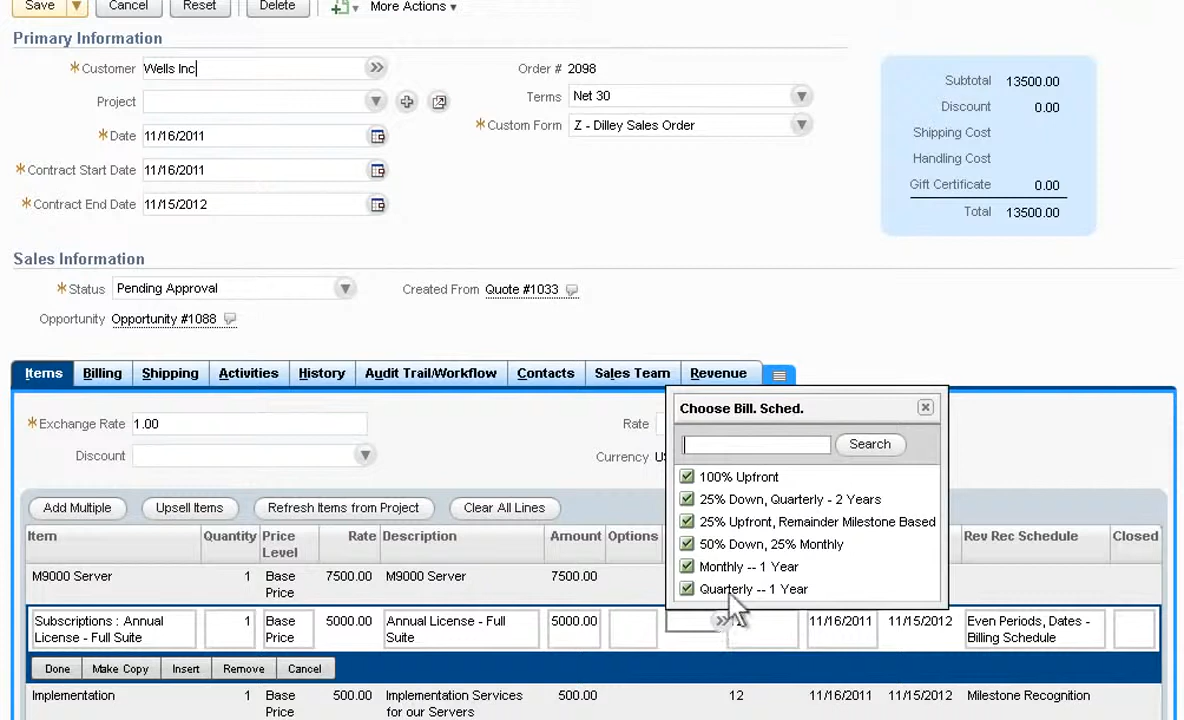 Save
Cancel
Reset
Delete
More Actions
Primary Information
*Customer Wells Inc
Project
*Date 11/16/2011
*Contract Start Date 11/16/2011
*Contract End Date 11/15/2012
Order # 2098
Terms Net 30
*Custom Form Z - Dilley Sales Order
Subtotal 13500.00
Discount 0.00
Shipping Cost
Handling Cost
Gift Certificate 0.00
Total 13500.00
Sales Information
*Status Pending Approval
Created From Quote #1033
Opportunity Opportunity #1088
Items Billing Shipping Activities History Audit Trail/Workflow Contacts Sales Team Revenue
*Exchange Rate 1.00
Discount
Rate
Currency
Choose Bill. Sched.
Search
100% Upfront
25% Down, Quarterly - 2 Years
25% Upfront, Remainder Milestone Based
50% Down, 25% Monthly
Monthly -- 1 Year
Quarterly -- 1 Year
Add Multiple Upsell Items Refresh Items from Project Clear All Lines
Item Quantity Price Level Rate Description Amount Options Rev Rec Schedule Closed
M9000 Server 1 Base Price 7500.00 M9000 Server 7500.00
Subscriptions : Annual License - Full Suite 1 Base Price 5000.00 Annual License - Full Suite 5000.00 11/16/2011 11/15/2012 Even Periods, Dates - Billing Schedule
Done Make Copy Insert Remove Cancel
Implementation 1 Base Price 500.00 Implementation Services for our Servers 500.00 12 11/16/2011 11/15/2012 Milestone Recognition